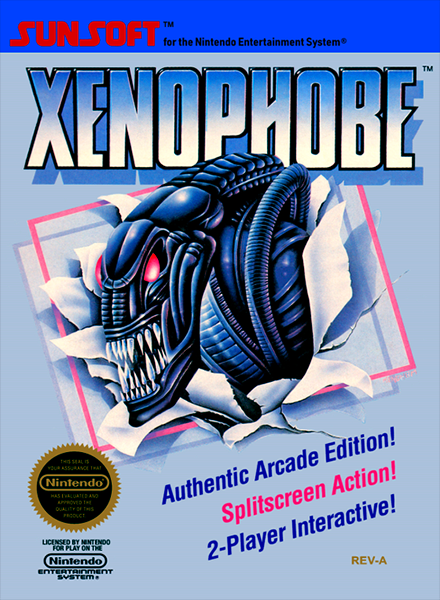 SUNSOFT™
for the Nintendo Entertainment System®
XENOPHOBE™
Authentic Arcade Edition!
Splitscreen Action!
2-Player Interactive!
THIS SEAL IS
YOUR ASSURANCE THAT
Nintendo
HAS EVALUATED AND
APPROVED THE
QUALITY OF THIS
PRODUCT
LICENSED BY NINTENDO
FOR PLAY ON THE
Nintendo
ENTERTAINMENT
SYSTEM®
REV-A